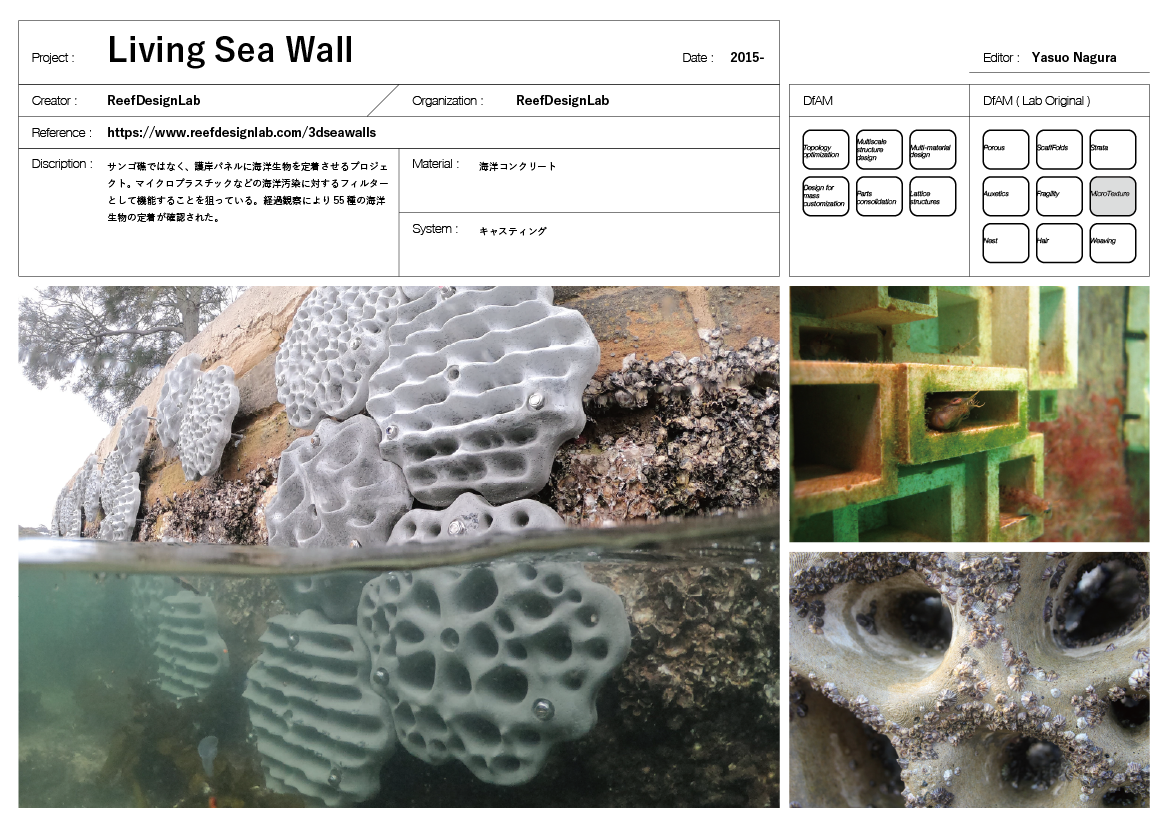 Project : Living Sea Wall Date : 2015-
Editor : Yasuo Nagura
Creator : ReefDesignLab Organization : ReefDesignLab
Reference : https://www.reefdesignlab.com/3dseawalls
Discription : サンゴ礁ではなく、護岸パネルに海洋生物を定着させるプロジェ
クト。マイクロプラスチックなどの海洋汚染に対するフィルター
として機能することを狙っている。経過観察により 55 種の海洋
生物の定着が確認された。
Material : 海洋コンクリート
System : キャスティング
DfAM
Topology
optimization
Multiscale
structure
design
Multi-material
design
Design for
mass
customization
Parts
consolidation
Lattice
structures
DfAM ( Lab Original )
Porous
ScaffFolds
Strata
Auxetics
Fragility
MicroTexture
Nest
Hair
Weaving